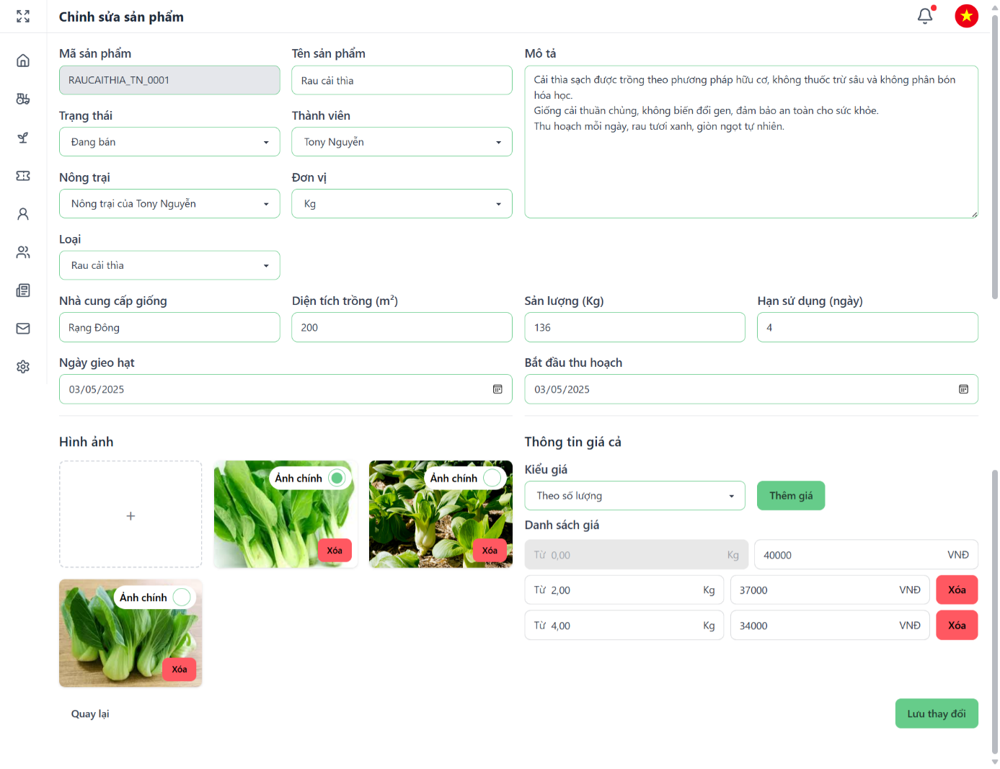 Chỉnh sửa sản phẩm
Mã sản phẩm
Tên sản phẩm
Mô tả
RAUCAITHIA_TN_0001
Rau cải thìa
Cải thìa sạch được trồng theo phương pháp hữu cơ, không thuốc trừ sâu và không phân bón
hóa học.
Giống cải thuần chủng, không biến đổi gen, đảm bảo an toàn cho sức khỏe.
Thu hoạch mỗi ngày, rau tươi xanh, giòn ngọt tự nhiên.
Trạng thái
Thành viên
Đang bán
Tony Nguyễn
Nông trại
Đơn vị
Nông trại của Tony Nguyễn
Kg
Loại
Rau cải thìa
Nhà cung cấp giống
Diện tích trồng (m²)
Sản lượng (Kg)
Hạn sử dụng (ngày)
Rạng Đông
200
136
4
Ngày gieo hạt
Bắt đầu thu hoạch
03/05/2025
03/05/2025
Hình ảnh
+
Ảnh chính
Xóa
Ảnh chính
Xóa
Ảnh chính
Xóa
Thông tin giá cả
Kiểu giá
Theo số lượng
Thêm giá
Danh sách giá
Từ 0,00 Kg 40000 VNĐ
Từ 2,00 Kg 37000 VNĐ Xóa
Từ 4,00 Kg 34000 VNĐ Xóa
Quay lại
Lưu thay đổi